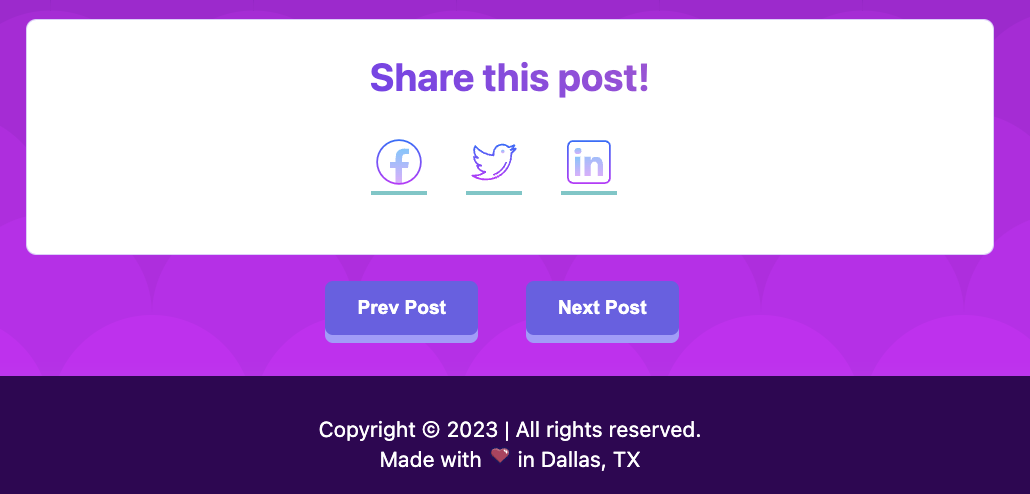 Share this post!
f
in
Prev Post
Next Post
Copyright © 2023 | All rights reserved.
Made with ❤ in Dallas, TX